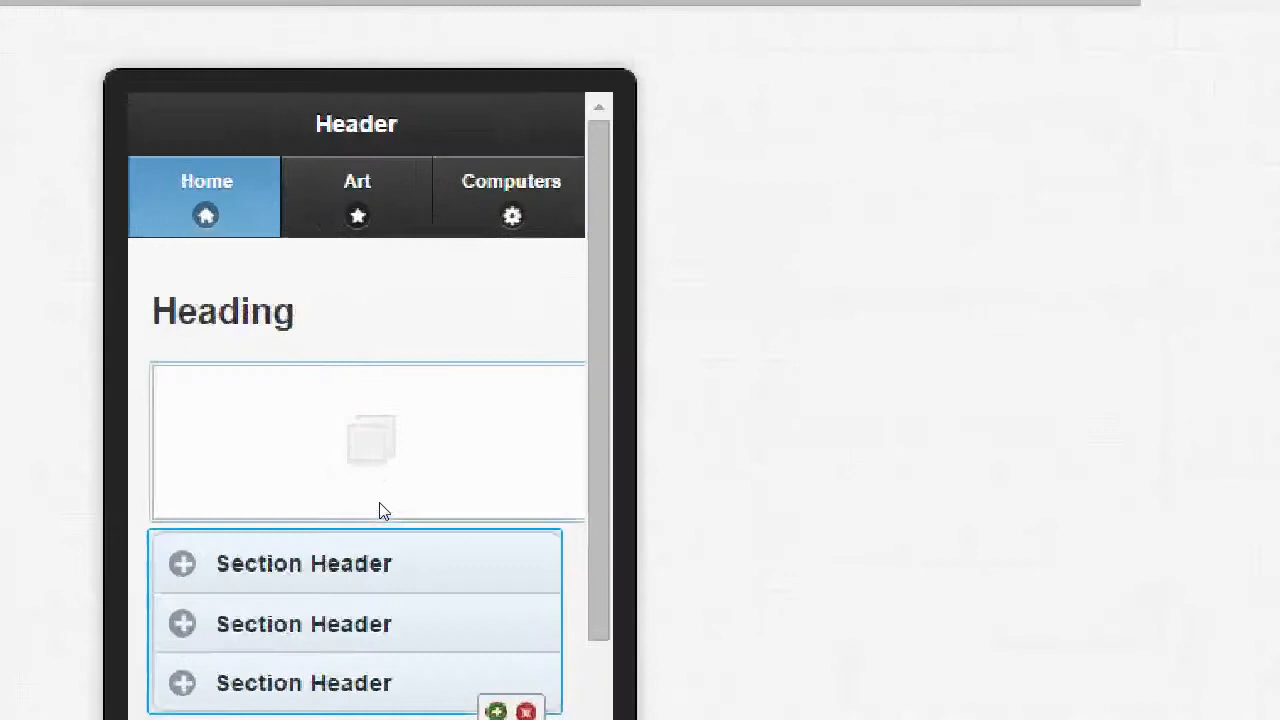 Header
Home Art Computers
Heading
Section Header
Section Header
Section Header